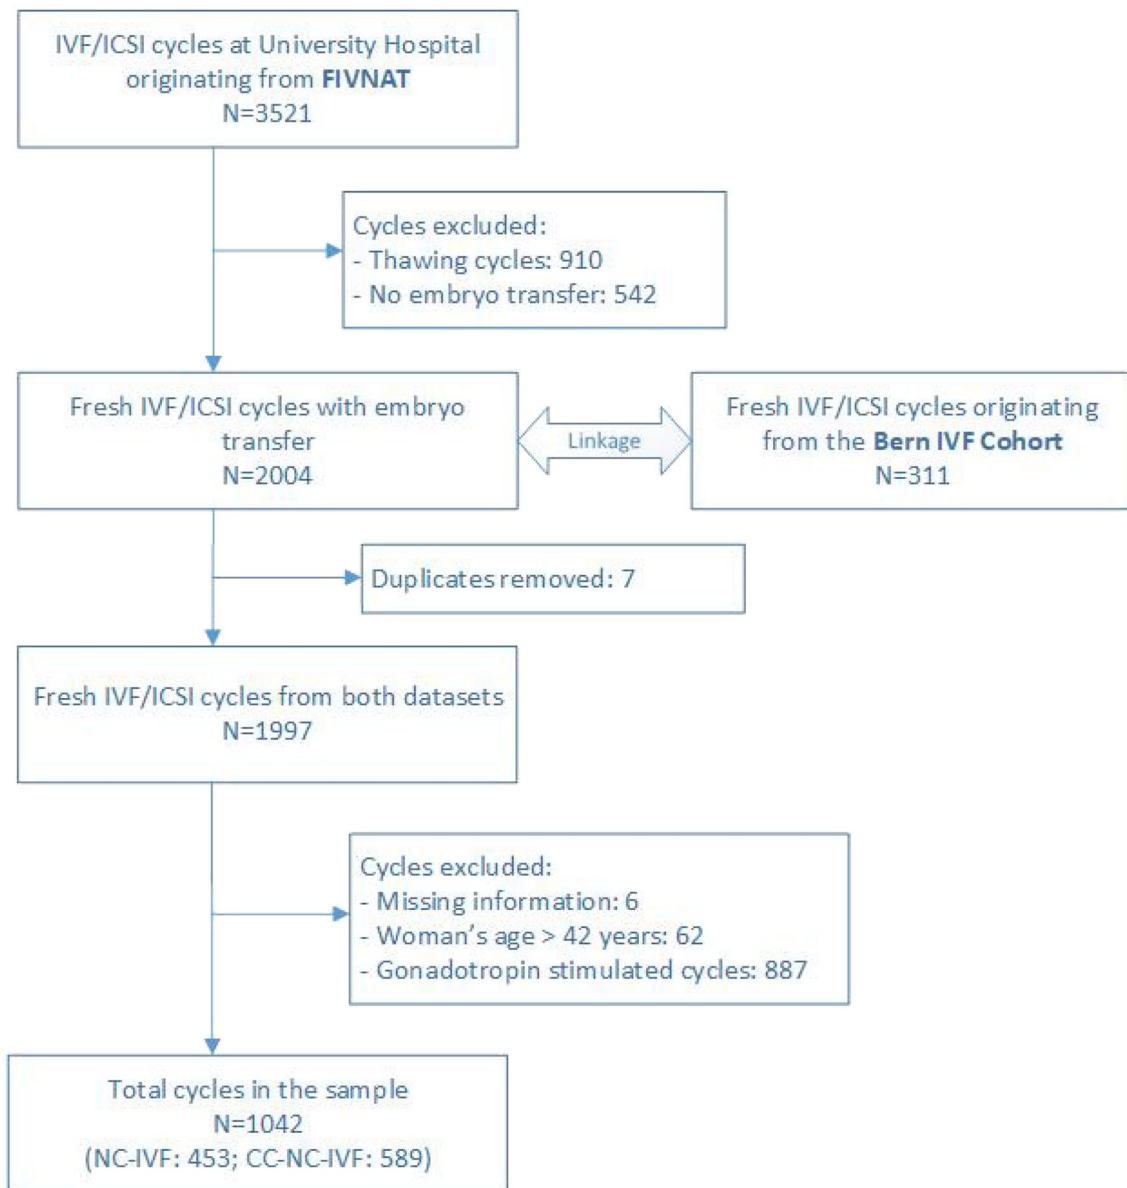 IVF/ICSI cycles at University Hospital
originating from FIVNAT
N=3521
Cycles excluded:
- Thawing cycles: 910
- No embryo transfer: 542
Fresh IVF/ICSI cycles with embryo
transfer
N=2004
Linkage
Fresh IVF/ICSI cycles originating
from the Bern IVF Cohort
N=311
Duplicates removed: 7
Fresh IVF/ICSI cycles from both datasets
N=1997
Cycles excluded:
- Missing information: 6
- Woman's age > 42 years: 62
- Gonadotropin stimulated cycles: 887
Total cycles in the sample
N=1042
(NC-IVF: 453; CC-NC-IVF: 589)